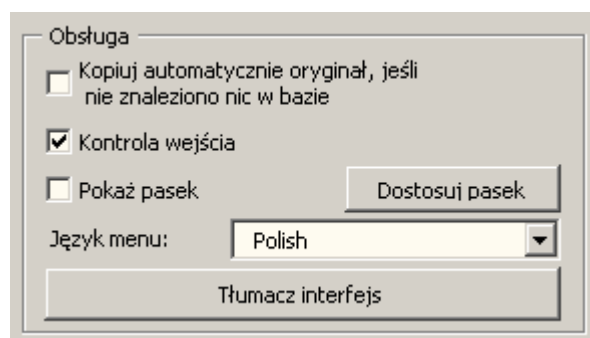 Obsługa
Kopiuj automatycznie oryginał, jeśli
nie znaleziono nic w bazie
Kontrola wejścia
Pokaż pasek
Dostosuj pasek
Język menu:
Polish
Tłumacz interfejs